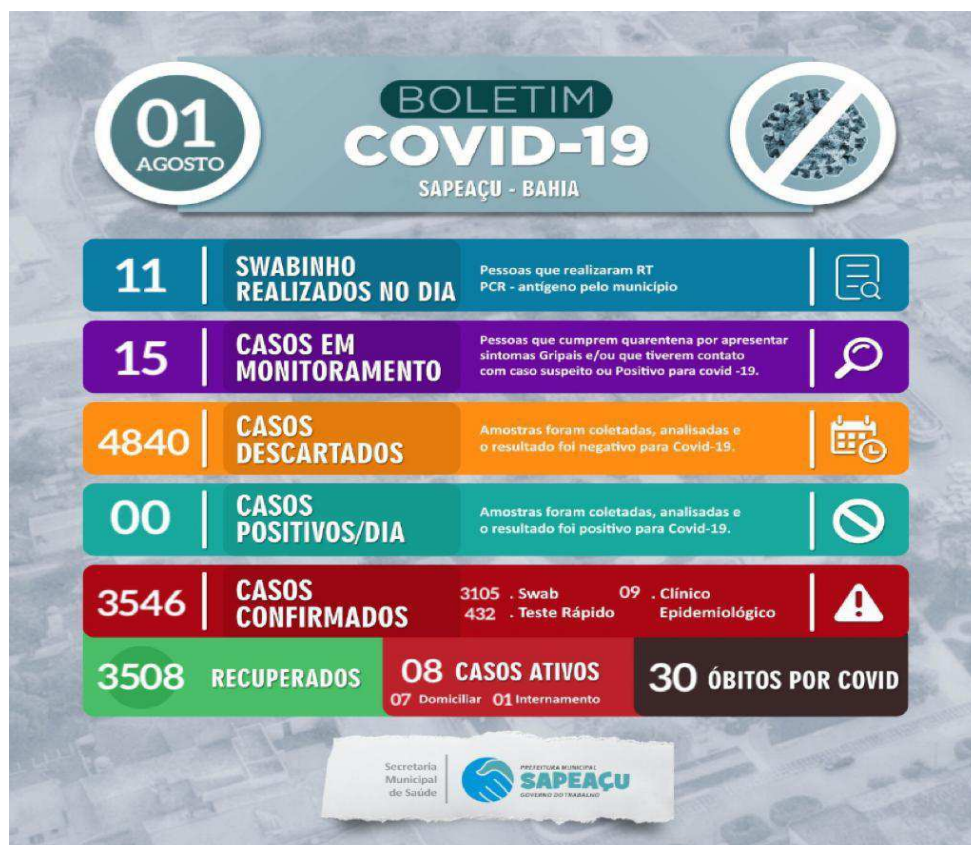 01
AGOSTO
BOLETIM
COVID-19
SAPEAÇU - BAHIA
11
SWABINHO
REALIZADOS NO DIA
Pessoas que realizaram RT
PCR - antígeno pelo município
15
CASOS EM
MONITORAMENTO
Pessoas que cumprem quarentena por apresentar
sintomas Gripais e/ou que tiverem contato
com caso suspeito ou Positivo para covid -19.
4840
CASOS
DESCARTADOS
Amostras foram coletadas, analisadas e
o resultado foi negativo para Covid-19.
00
CASOS
POSITIVOS/DIA
Amostras foram coletadas, analisadas e
o resultado foi positivo para Covid-19.
3546
CASOS
CONFIRMADOS
3105 . Swab
432 . Teste Rápido
09 . Clínico
Epidemiológico
3508 RECUPERADOS
08 CASOS ATIVOS
07 Domiciliar 01 Internamento
30 ÓBITOS POR COVID
Secretaria
Municipal
de Saúde
PREFEITURA MUNICIPAL
SAPEAÇU
GOVERNO DO TRABALHO